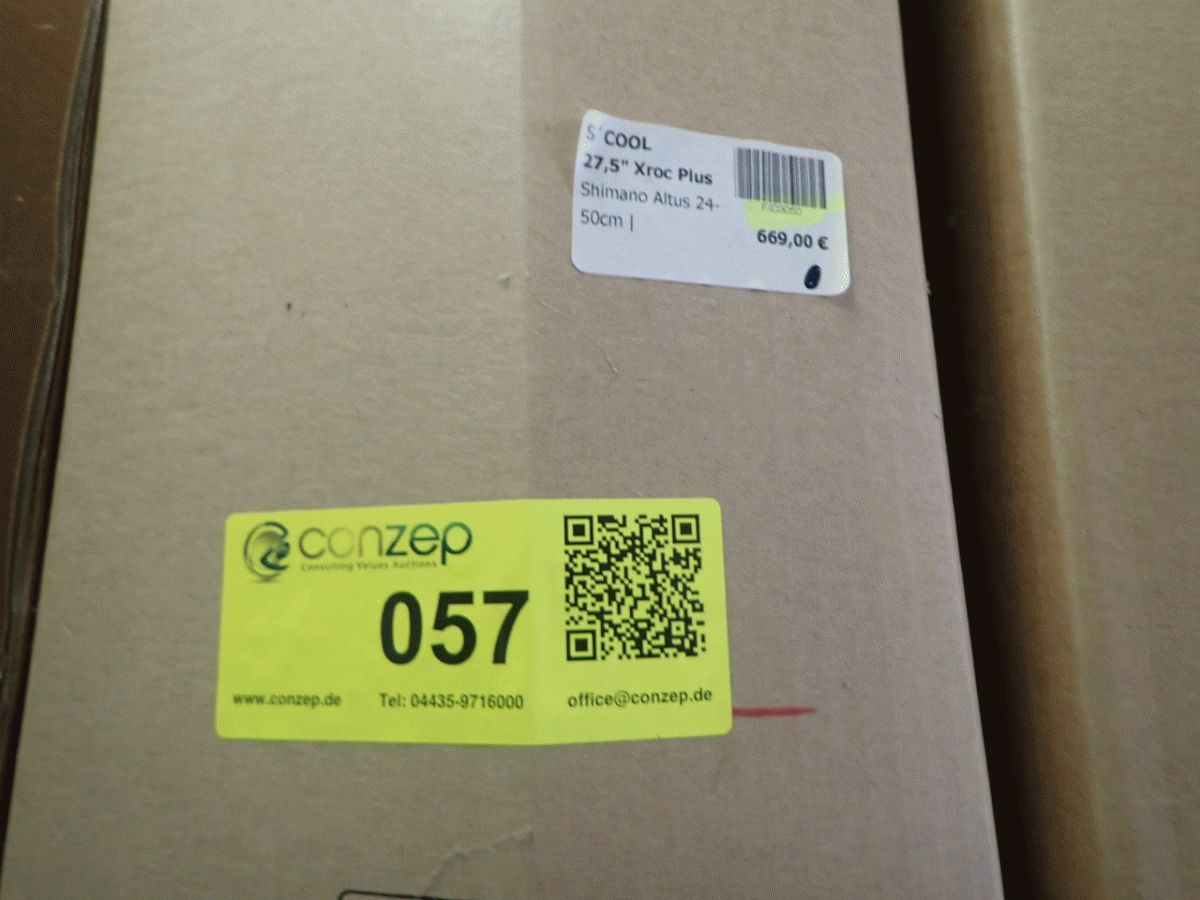 S´COOL
27,5" Xroc Plus
Shimano Altus 24-
50cm |
669,00 €
conzep
Consulting Values Auctions
057
www.conzep.de
Tel: 04435-9716000
office@conzep.de